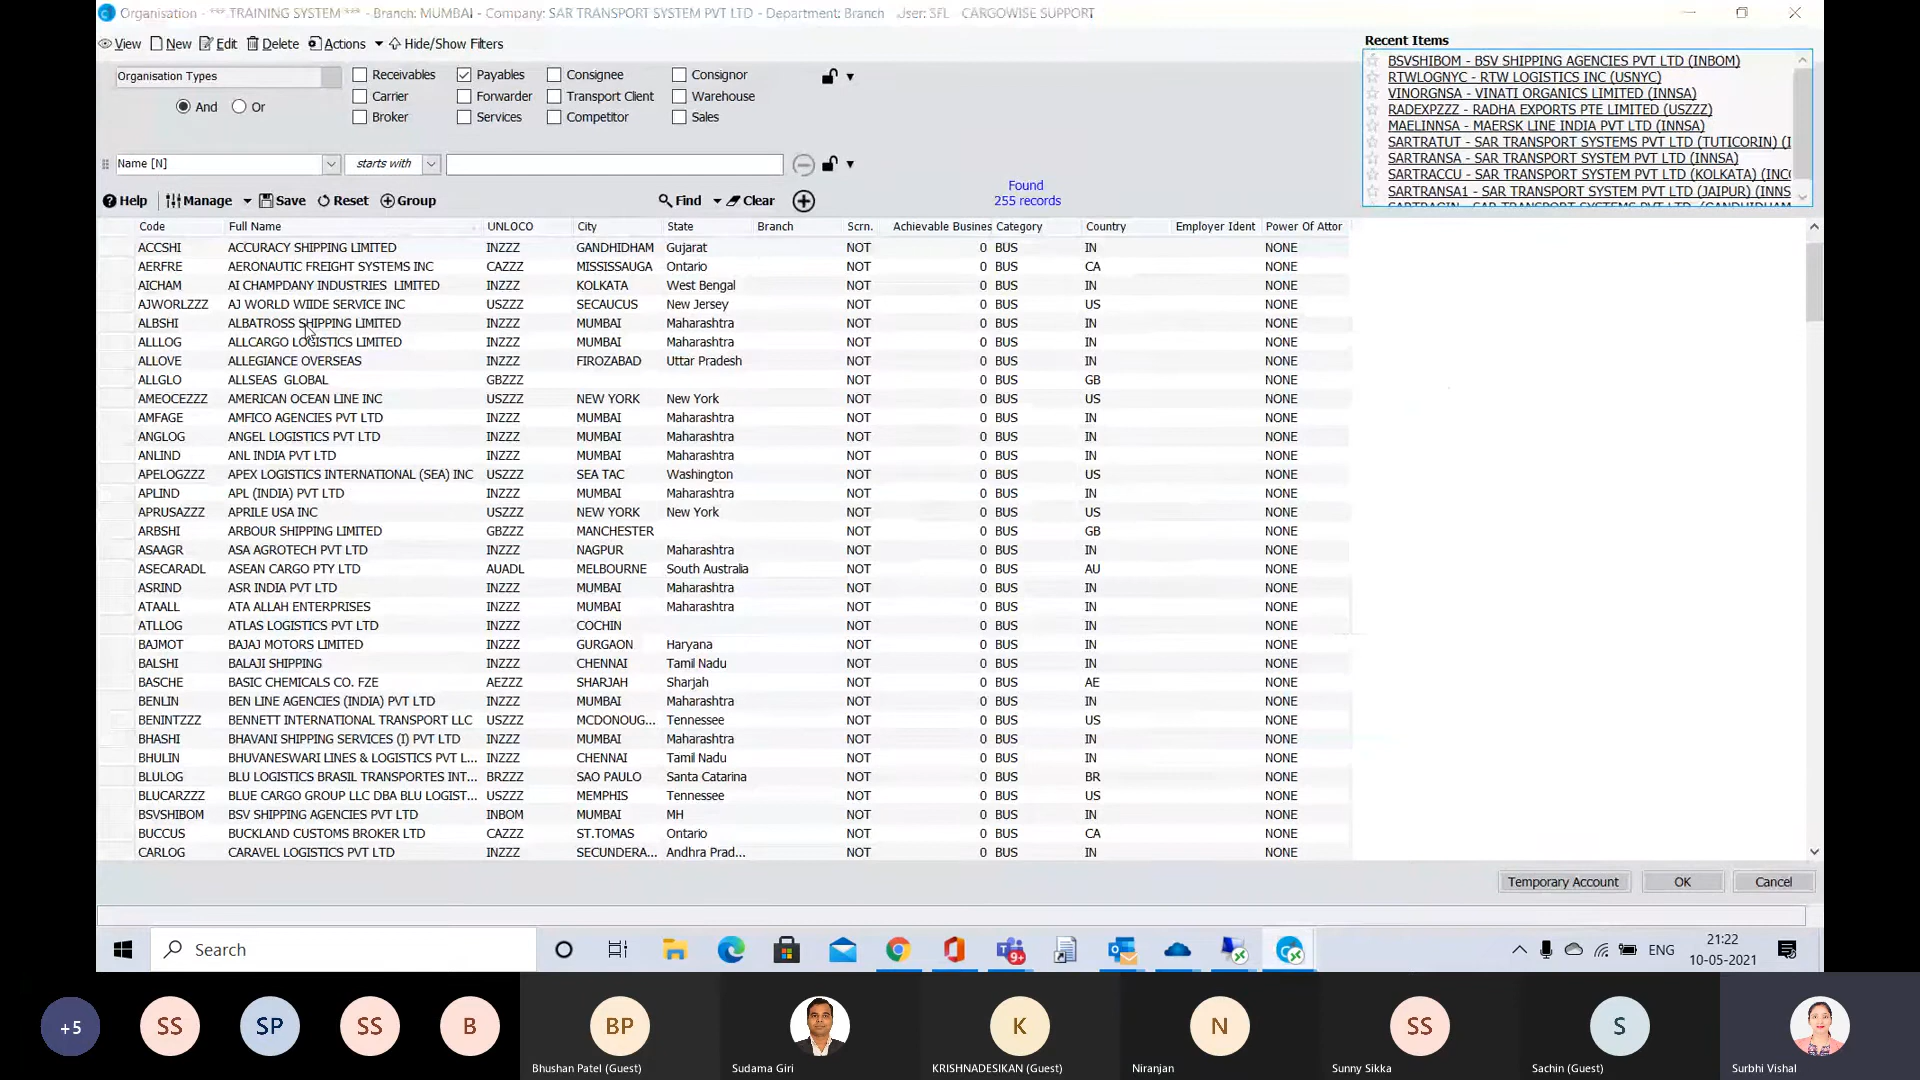 Organisation - *** TRAINING SYSTEM *** - Branch: MUMBAI - Company: SAR TRANSPORT SYSTEM PVT LTD - Department: Branch User: SFL CARGOWISE SUPPORT
View New Edit Delete Actions Hide/Show Filters
Organisation Types
And Or
Receivables Payables Consignee Consignor
Carrier Forwarder Transport Client Warehouse
Broker Services Competitor Sales
Name [N] starts with
Help Manage Save Reset Group Find Clear
Found
255 records
Recent Items
BSVSHIBOM - BSV SHIPPING AGENCIES PVT LTD (INBOM)
RTWLOGNYC - RTW LOGISTICS INC (USNYC)
VINORGNSA - VINATI ORGANICS LIMITED (INNSA)
RADEXPZZZ - RADHA EXPORTS PTE LIMITED (USZZZ)
MAELINNSA - MAERSK LINE INDIA PVT LTD (INNSA)
SARTRATUT - SAR TRANSPORT SYSTEMS PVT LTD (TUTICORIN) (I
SARTRANSA - SAR TRANSPORT SYSTEM PVT LTD (INNSA)
SARTRACCU - SAR TRANSPORT SYSTEM PVT LTD (KOLKATA) (INC
SARTRANSA1 - SAR TRANSPORT SYSTEM PVT LTD (JAIPUR) (INNS
Code Full Name UNLOCO City State Branch Scrn. Achievable Busines Category Country Employer Ident Power Of Attor
ACCSHI ACCURACY SHIPPING LIMITED INZZZ GANDHIDHAM Gujarat NOT 0 BUS IN NONE
AERFRE AERONAUTIC FREIGHT SYSTEMS INC CAZZZ MISSISSAUGA Ontario NOT 0 BUS CA NONE
AICHAM AI CHAMPDANY INDUSTRIES LIMITED INZZZ KOLKATA West Bengal NOT 0 BUS IN NONE
AJWORLZZZ AJ WORLD WIIDE SERVICE INC USZZZ SECAUCUS New Jersey NOT 0 BUS US NONE
ALBSHI ALBATROSS SHIPPING LIMITED INZZZ MUMBAI Maharashtra NOT 0 BUS IN NONE
ALLLOG ALLCARGO LOGISTICS LIMITED INZZZ MUMBAI Maharashtra NOT 0 BUS IN NONE
ALLOVE ALLEGIANCE OVERSEAS INZZZ FIROZABAD Uttar Pradesh NOT 0 BUS IN NONE
ALLGLO ALLSEAS GLOBAL GBZZZ NOT 0 BUS GB NONE
AMEOCEZZZ AMERICAN OCEAN LINE INC USZZZ NEW YORK New York NOT 0 BUS US NONE
AMFAGE AMFICO AGENCIES PVT LTD INZZZ MUMBAI Maharashtra NOT 0 BUS IN NONE
ANGLOG ANGEL LOGISTICS PVT LTD INZZZ MUMBAI Maharashtra NOT 0 BUS IN NONE
ANLIND ANL INDIA PVT LTD INZZZ MUMBAI Maharashtra NOT 0 BUS IN NONE
APELOGZZZ APEX LOGISTICS INTERNATIONAL (SEA) INC USZZZ SEA TAC Washington NOT 0 BUS US NONE
APLIND APL (INDIA) PVT LTD INZZZ MUMBAI Maharashtra NOT 0 BUS IN NONE
APRUSAZZZ APRILE USA INC USZZZ NEW YORK New York NOT 0 BUS US NONE
ARBSHI ARBOUR SHIPPING LIMITED GBZZZ MANCHESTER NOT 0 BUS GB NONE
ASAAGR ASA AGROTECH PVT LTD INZZZ NAGPUR Maharashtra NOT 0 BUS IN NONE
ASECARADL ASEAN CARGO PTY LTD AUADL MELBOURNE South Australia NOT 0 BUS AU NONE
ASRIND ASR INDIA PVT LTD INZZZ MUMBAI Maharashtra NOT 0 BUS IN NONE
ATAALL ATA ALLAH ENTERPRISES INZZZ MUMBAI Maharashtra NOT 0 BUS IN NONE
ATLLOG ATLAS LOGISTICS PVT LTD INZZZ COCHIN NOT 0 BUS IN NONE
BAJMOT BAJAJ MOTORS LIMITED INZZZ GURGAON Haryana NOT 0 BUS IN NONE
BALSHI BALAJI SHIPPING INZZZ CHENNAI Tamil Nadu NOT 0 BUS IN NONE
BASCHE BASIC CHEMICALS CO. FZE AEZZZ SHARJAH Sharjah NOT 0 BUS AE NONE
BENLIN BEN LINE AGENCIES (INDIA) PVT LTD INZZZ MUMBAI Maharashtra NOT 0 BUS IN NONE
BENINTZZZ BENNETT INTERNATIONAL TRANSPORT LLC USZZZ MCDONOUG... Tennessee NOT 0 BUS US NONE
BHASHI BHAVANI SHIPPING SERVICES (I) PVT LTD INZZZ MUMBAI Maharashtra NOT 0 BUS IN NONE
BHULIN BHUVANESWARI LINES & LOGISTICS PVT L... INZZZ CHENNAI Tamil Nadu NOT 0 BUS IN NONE
BLULOG BLU LOGISTICS BRASIL TRANSPORTES INT... BRZZZ SAO PAULO Santa Catarina NOT 0 BUS BR NONE
BLUCARZZZ BLUE CARGO GROUP LLC DBA BLU LOGIST... USZZZ MEMPHIS Tennessee NOT 0 BUS US NONE
BSVSHIBOM BSV SHIPPING AGENCIES PVT LTD INBOM MUMBAI MH NOT 0 BUS IN NONE
BUCCUS BUCKLAND CUSTOMS BROKER LTD CAZZZ ST.TOMAS Ontario NOT 0 BUS CA NONE
CARLOG CARAVEL LOGISTICS PVT LTD INZZZ SECUNDERA... Andhra Prad... NOT 0 BUS IN NONE
Temporary Account OK Cancel
Search
9+
ENG
21:22
10-05-2021
+5 SS SP SS B BP K N SS S
Bhushan Patel (Guest) Sudama Giri KRISHNADESIKAN (Guest) Niranjan Sunny Sikka Sachin (Guest) Surbhi Vishal